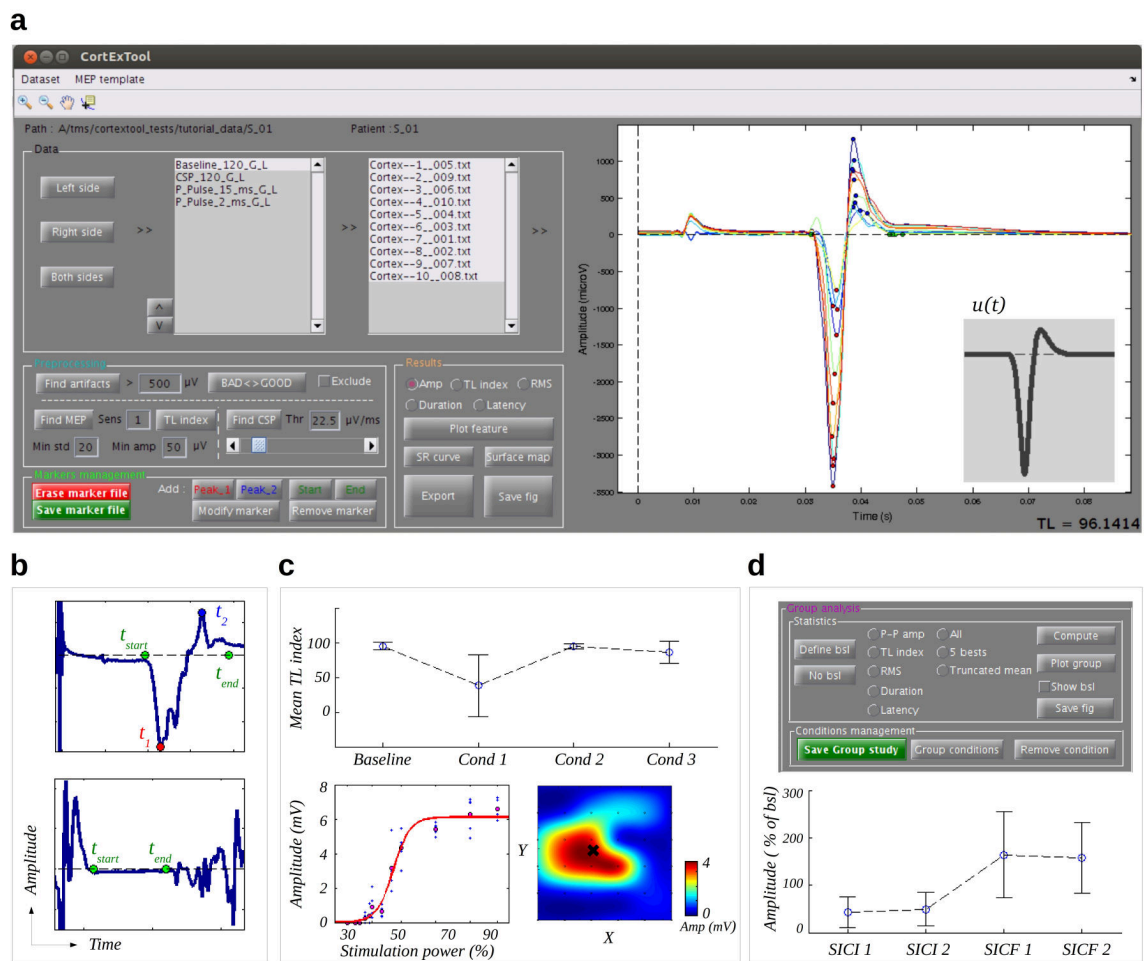 a
CortExTool
Dataset MEP template
Path : A/tms/cortextool_tests/tutorial_data/S_01 Patient : S_01
Data
Left side
Right side
Both sides
>>
^
V
Baseline_120_G_L
CSP_120_G_L
P_Pulse_15_ms_G_L
P_Pulse_2_ms_G_L
>>
Cortex--1__005.txt
Cortex--2__009.txt
Cortex--3__006.txt
Cortex--4__010.txt
Cortex--5__004.txt
Cortex--6__003.txt
Cortex--7__001.txt
Cortex--8__002.txt
Cortex--9__007.txt
Cortex--10__008.txt
>>
Preprocessing
Find artifacts > 500 µV BAD<>GOOD Exclude
Find MEP Sens 1 TL index Find CSP Thr 22.5 µV/ms
Min std 20 Min amp 50 µV
Markers management
Erase marker file Add : Peak_1 Peak_2 Start End
Save marker file Modify marker Remove marker
Results
Amp TL index RMS
Duration Latency
Plot feature
SR curve Surface map
Export Save fig
Amplitude (microV)
1000
500
0
-500
-1000
-1500
-2000
-2500
-3000
-3500
u(t)
0 0.01 0.02 0.03 0.04 0.05 0.06 0.07 0.08
Time (s)
TL = 96.1414
b
t2
tstart
tend
t1
tstart tend
Amplitude
Time
c
Mean TL index
100
50
0
Baseline Cond 1 Cond 2 Cond 3
Amplitude (mV)
8
6
4
2
0
30 40 50 70 90
Stimulation power (%)
Y
X
4
0
Amp (mV)
d
Group analysis
Statistics
Define bsl
No bsl
P-P amp All
TL index 5 bests
RMS Truncated mean
Duration
Latency
Compute
Plot group
Show bsl
Save fig
Conditions management
Save Group study Group conditions Remove condition
Amplitude ( % of bsl)
300
200
100
0
SICI 1 SICI 2 SICF 1 SICF 2